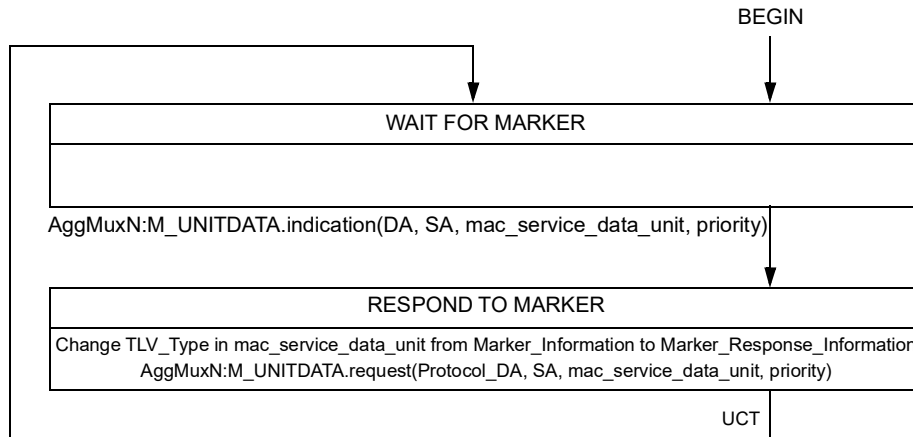 BEGIN
WAIT FOR MARKER
AggMuxN:M_UNITDATA.indication(DA, SA, mac_service_data_unit, priority)
RESPOND TO MARKER
Change TLV_Type in mac_service_data_unit from Marker_Information to Marker_Response_Information
AggMuxN:M_UNITDATA.request(Protocol_DA, SA, mac_service_data_unit, priority)
UCT